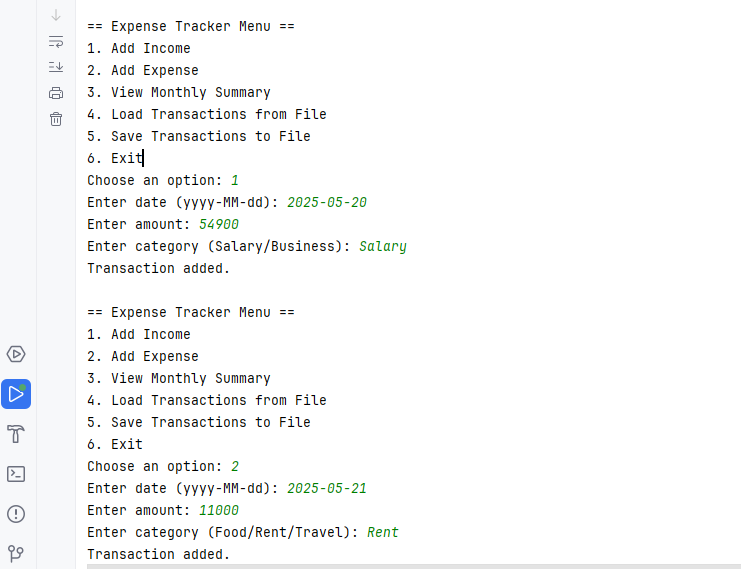 == Expense Tracker Menu ==
1. Add Income
2. Add Expense
3. View Monthly Summary
4. Load Transactions from File
5. Save Transactions to File
6. Exit
Choose an option: 1
Enter date (yyyy-MM-dd): 2025-05-20
Enter amount: 54900
Enter category (Salary/Business): Salary
Transaction added.

== Expense Tracker Menu ==
1. Add Income
2. Add Expense
3. View Monthly Summary
4. Load Transactions from File
5. Save Transactions to File
6. Exit
Choose an option: 2
Enter date (yyyy-MM-dd): 2025-05-21
Enter amount: 11000
Enter category (Food/Rent/Travel): Rent
Transaction added.